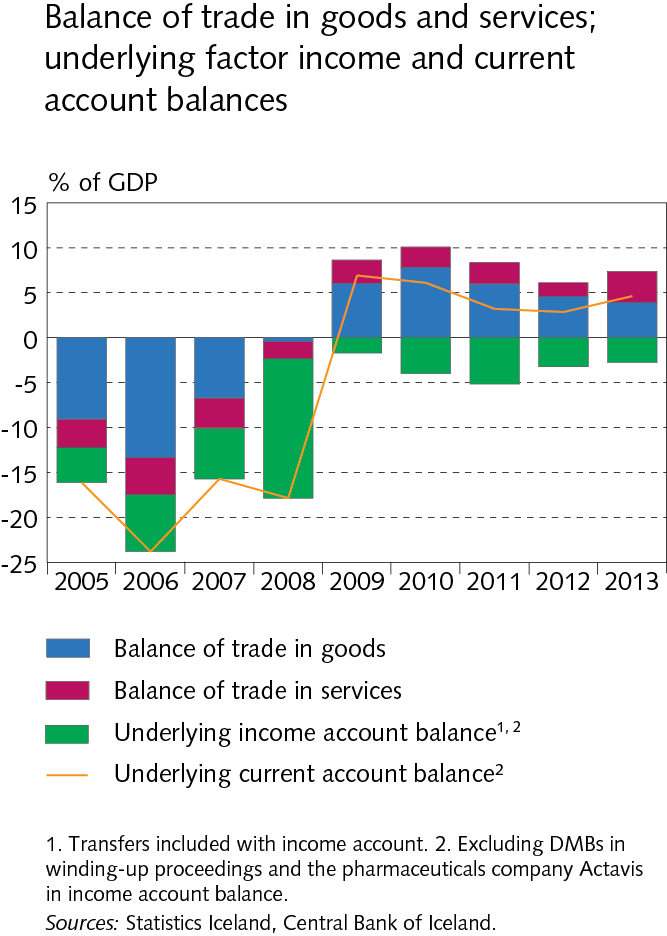 Balance of trade in goods and services;
underlying factor income and current
account balances
% of GDP
15
10
5
0
-5
-10
-15
-20
-25
2005 2006 2007 2008 2009 2010 2011 2012 2013
Balance of trade in goods
Balance of trade in services
Underlying income account balance1, 2
Underlying current account balance2
1. Transfers included with income account. 2. Excluding DMBs in
winding-up proceedings and the pharmaceuticals company Actavis
in income account balance.
Sources: Statistics Iceland, Central Bank of Iceland.